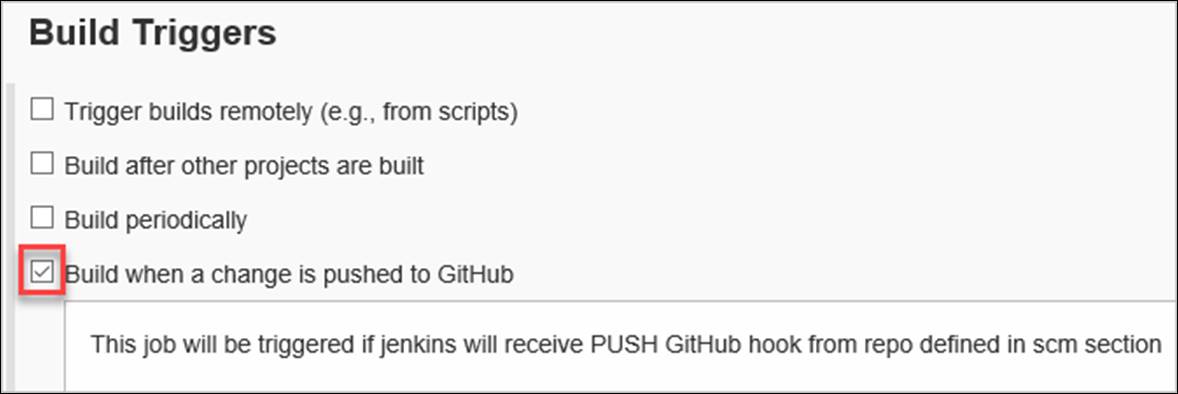 Build Triggers
Trigger builds remotely (e.g., from scripts)
Build after other projects are built
Build periodically
Build when a change is pushed to GitHub
This job will be triggered if jenkins will receive PUSH GitHub hook from repo defined in scm section